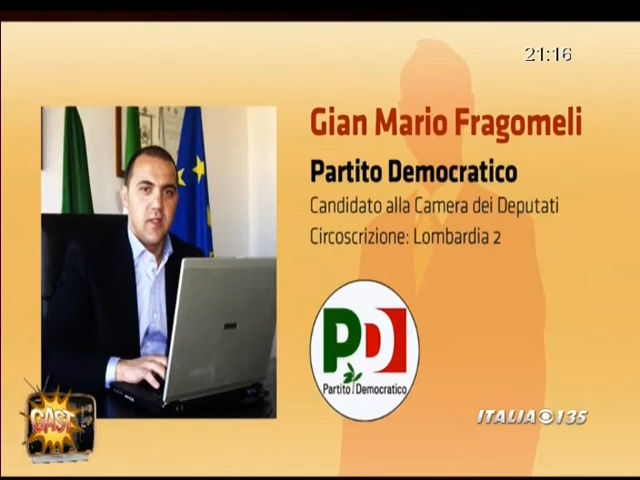 21:16
Gian Mario Fragomeli
Partito Democratico
Candidato alla Camera dei Deputati
Circoscrizione: Lombardia 2
PD
Partito Democratico
GAST
ITALIA 135